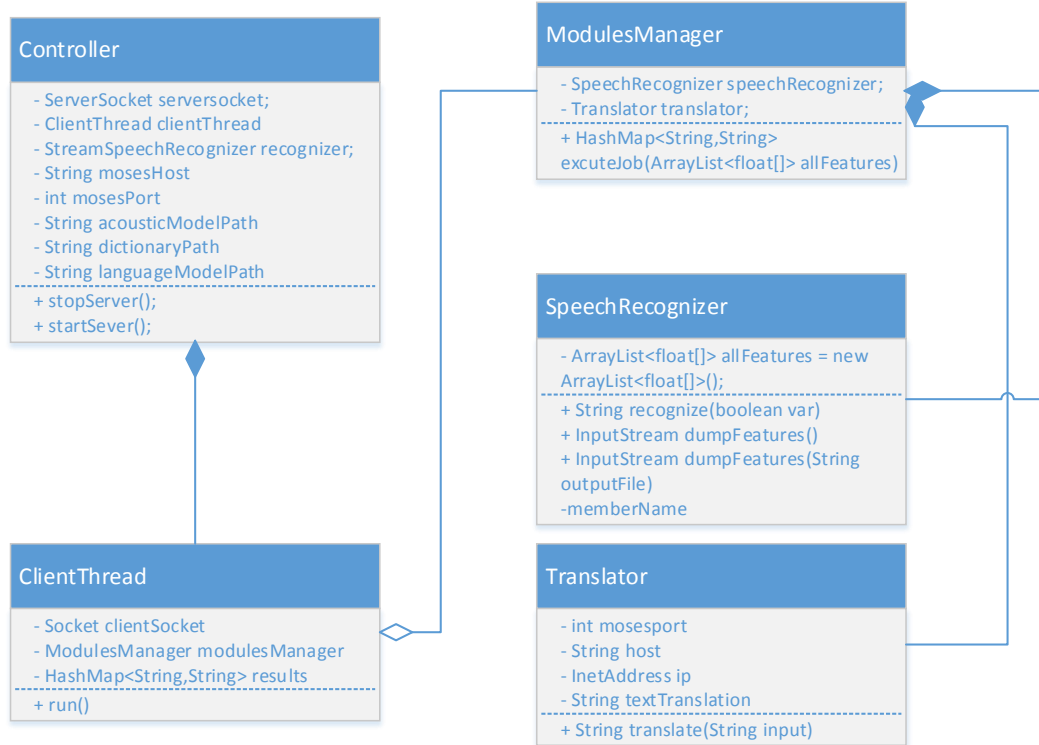 Controller
- ServerSocket serversocket;
- ClientThread clientThread
- StreamSpeechRecognizer recognizer;
- String mosesHost
- int mosesPort
- String acousticModelPath
- String dictionaryPath
- String languageModelPath
+ stopServer();
+ startSever();
ModulesManager
- SpeechRecognizer speechRecognizer;
- Translator translator;
+ HashMap<String,String>
excuteJob(ArrayList<float[]> allFeatures)
SpeechRecognizer
- ArrayList<float[]> allFeatures = new
ArrayList<float[]>();
+ String recognize(boolean var)
+ InputStream dumpFeatures()
+ InputStream dumpFeatures(String
outputFile)
-memberName
ClientThread
- Socket clientSocket
- ModulesManager modulesManager
- HashMap<String,String> results
+ run()
Translator
- int mosesport
- String host
- InetAddress ip
- String textTranslation
+ String translate(String input)